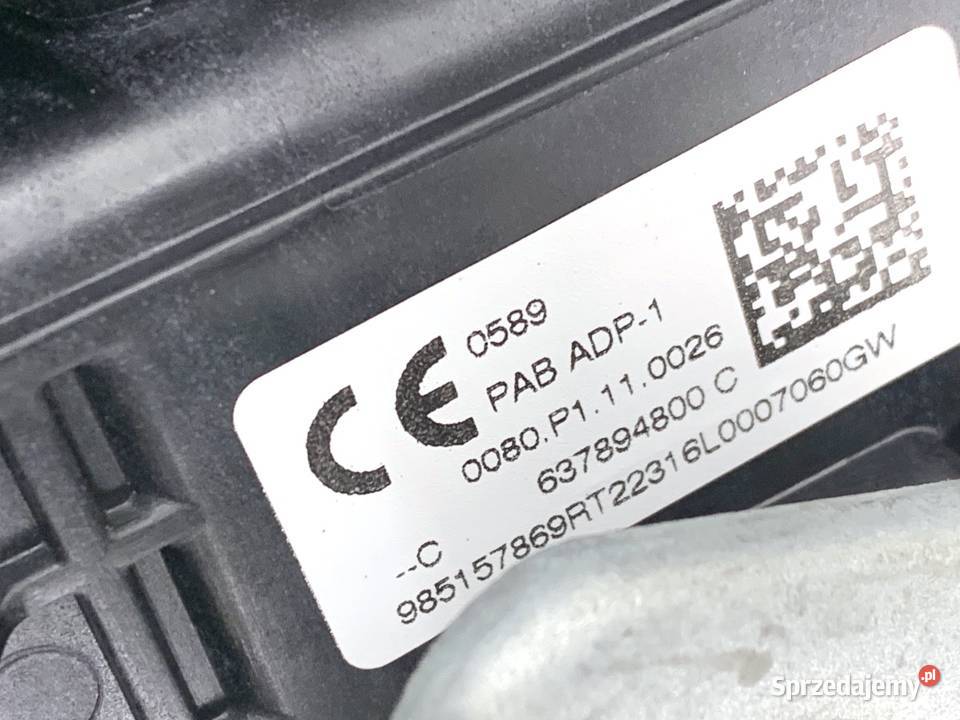 CE 0589
PAB ADP-1
0080.P1.11.0026
637894800 C
--C
985157869RT22316L0007060GW
Sprzedajemy.pl